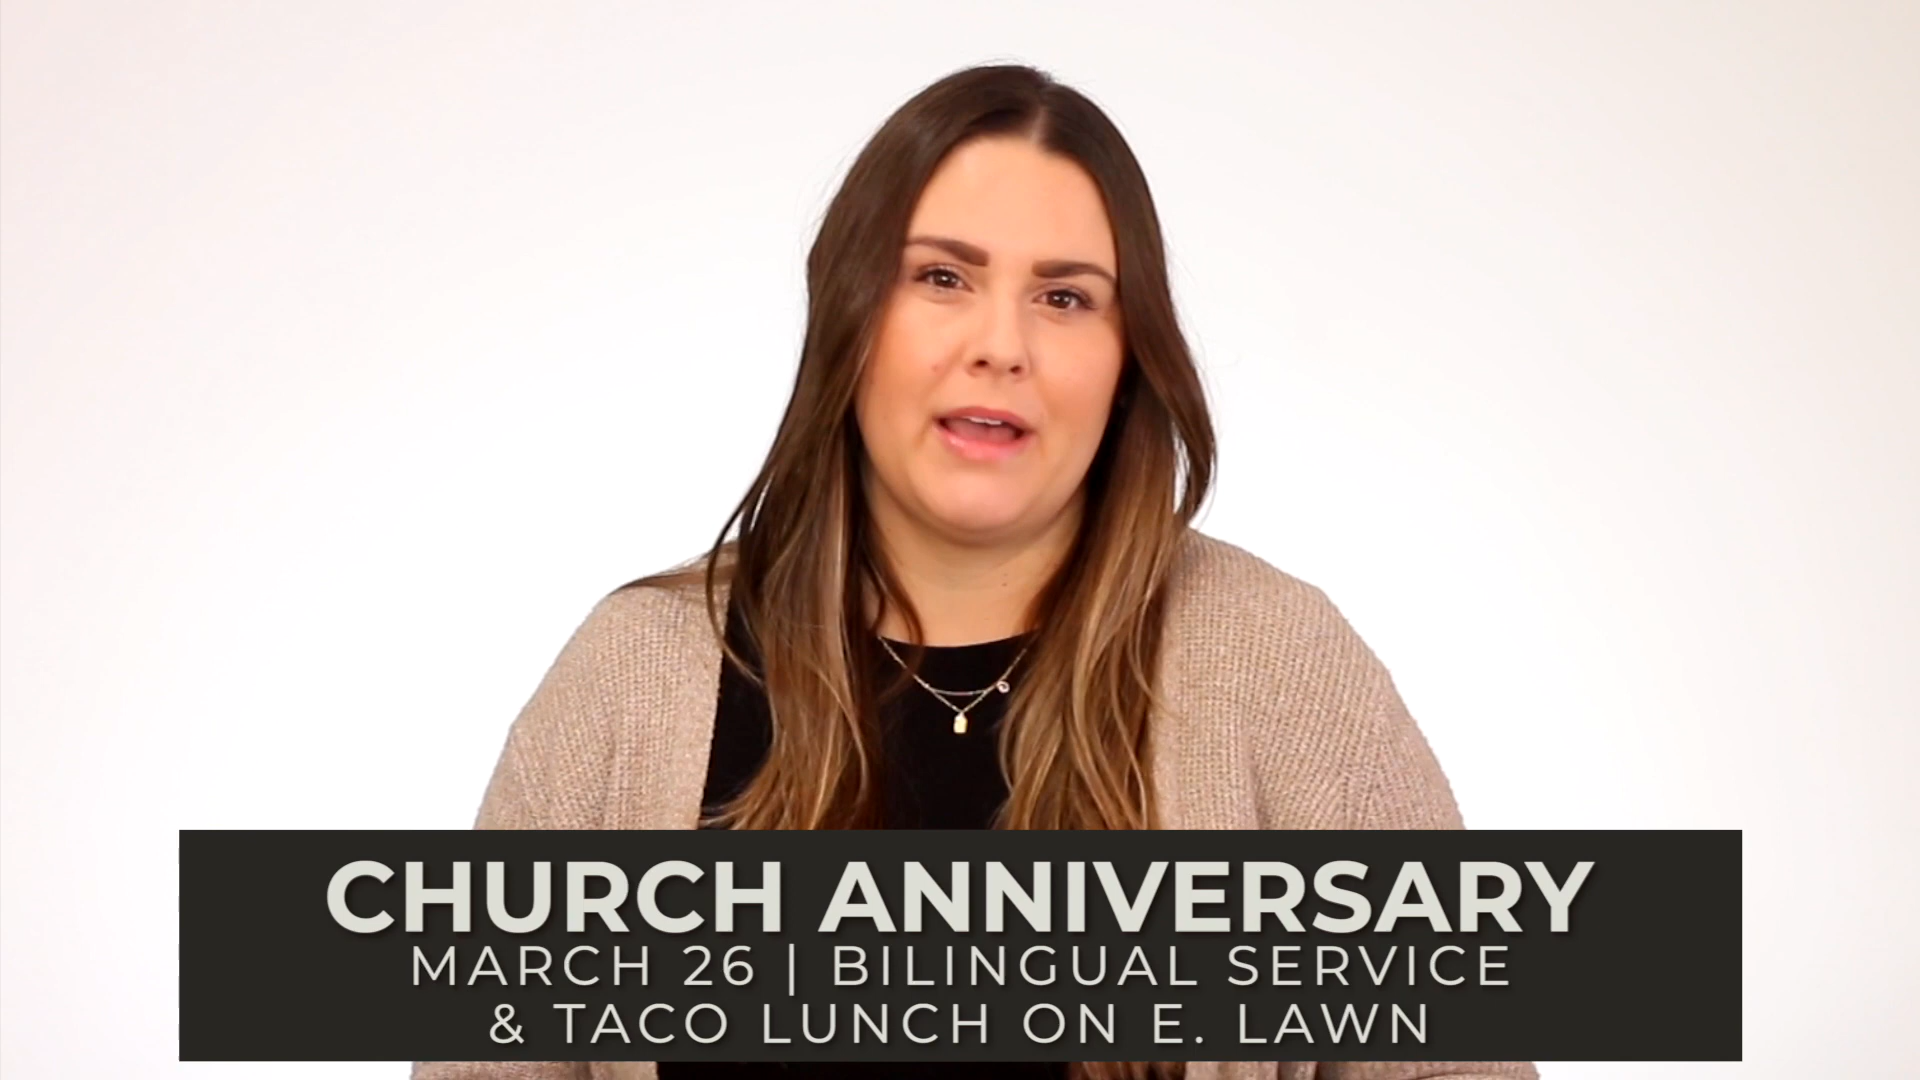 CHURCH ANNIVERSARY
MARCH 26 | BILINGUAL SERVICE
& TACO LUNCH ON E. LAWN